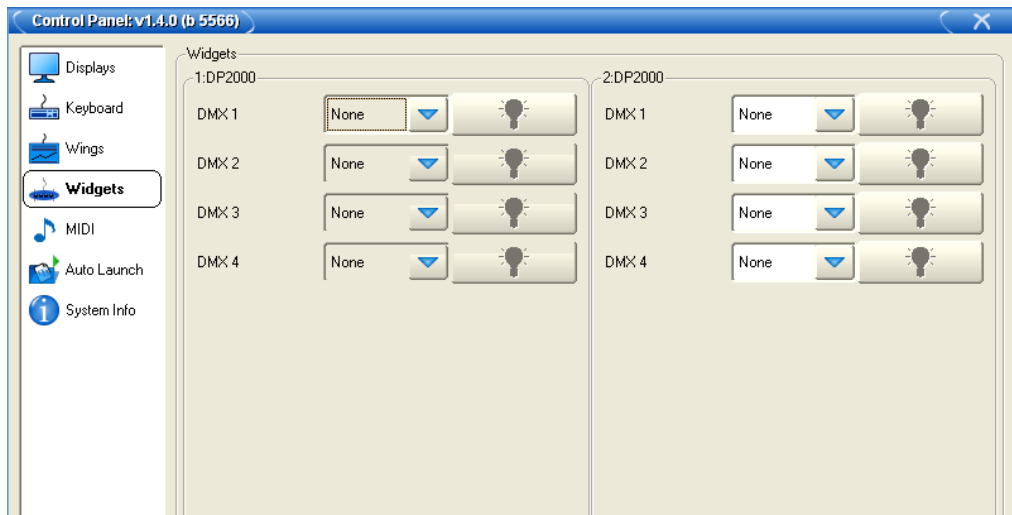 Control Panel: v1.4.0 (b 5566)
Displays
Keyboard
Wings
Widgets
MIDI
Auto Launch
System Info
Widgets
1:DP2000
DMX 1 None
DMX 2 None
DMX 3 None
DMX 4 None
2:DP2000
DMX 1 None
DMX 2 None
DMX 3 None
DMX 4 None